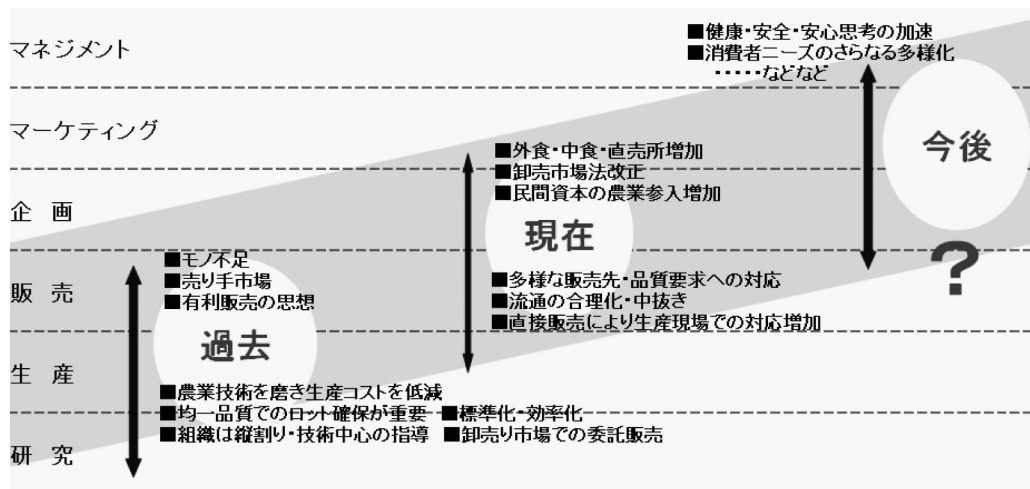 マネジメント
マーケティング
企 画
販 売
生 産
研 究
■モノ不足
■売り手市場
■有利販売の思想
過去
■農業技術を磨き生産コストを低減
■均一品質でのロット確保が重要 ■標準化・効率化
■組織は縦割り・技術中心の指導 ■卸売り市場での委託販売
■外食・中食・直売所増加
■卸売市場法改正
■民間資本の農業参入増加
現在
■多様な販売先・品質要求への対応
■流通の合理化・中抜き
■直接販売により生産現場での対応増加
■健康・安全・安心思考の加速
■消費者ニーズのさらなる多様化
・・・・・などなど
今後
?